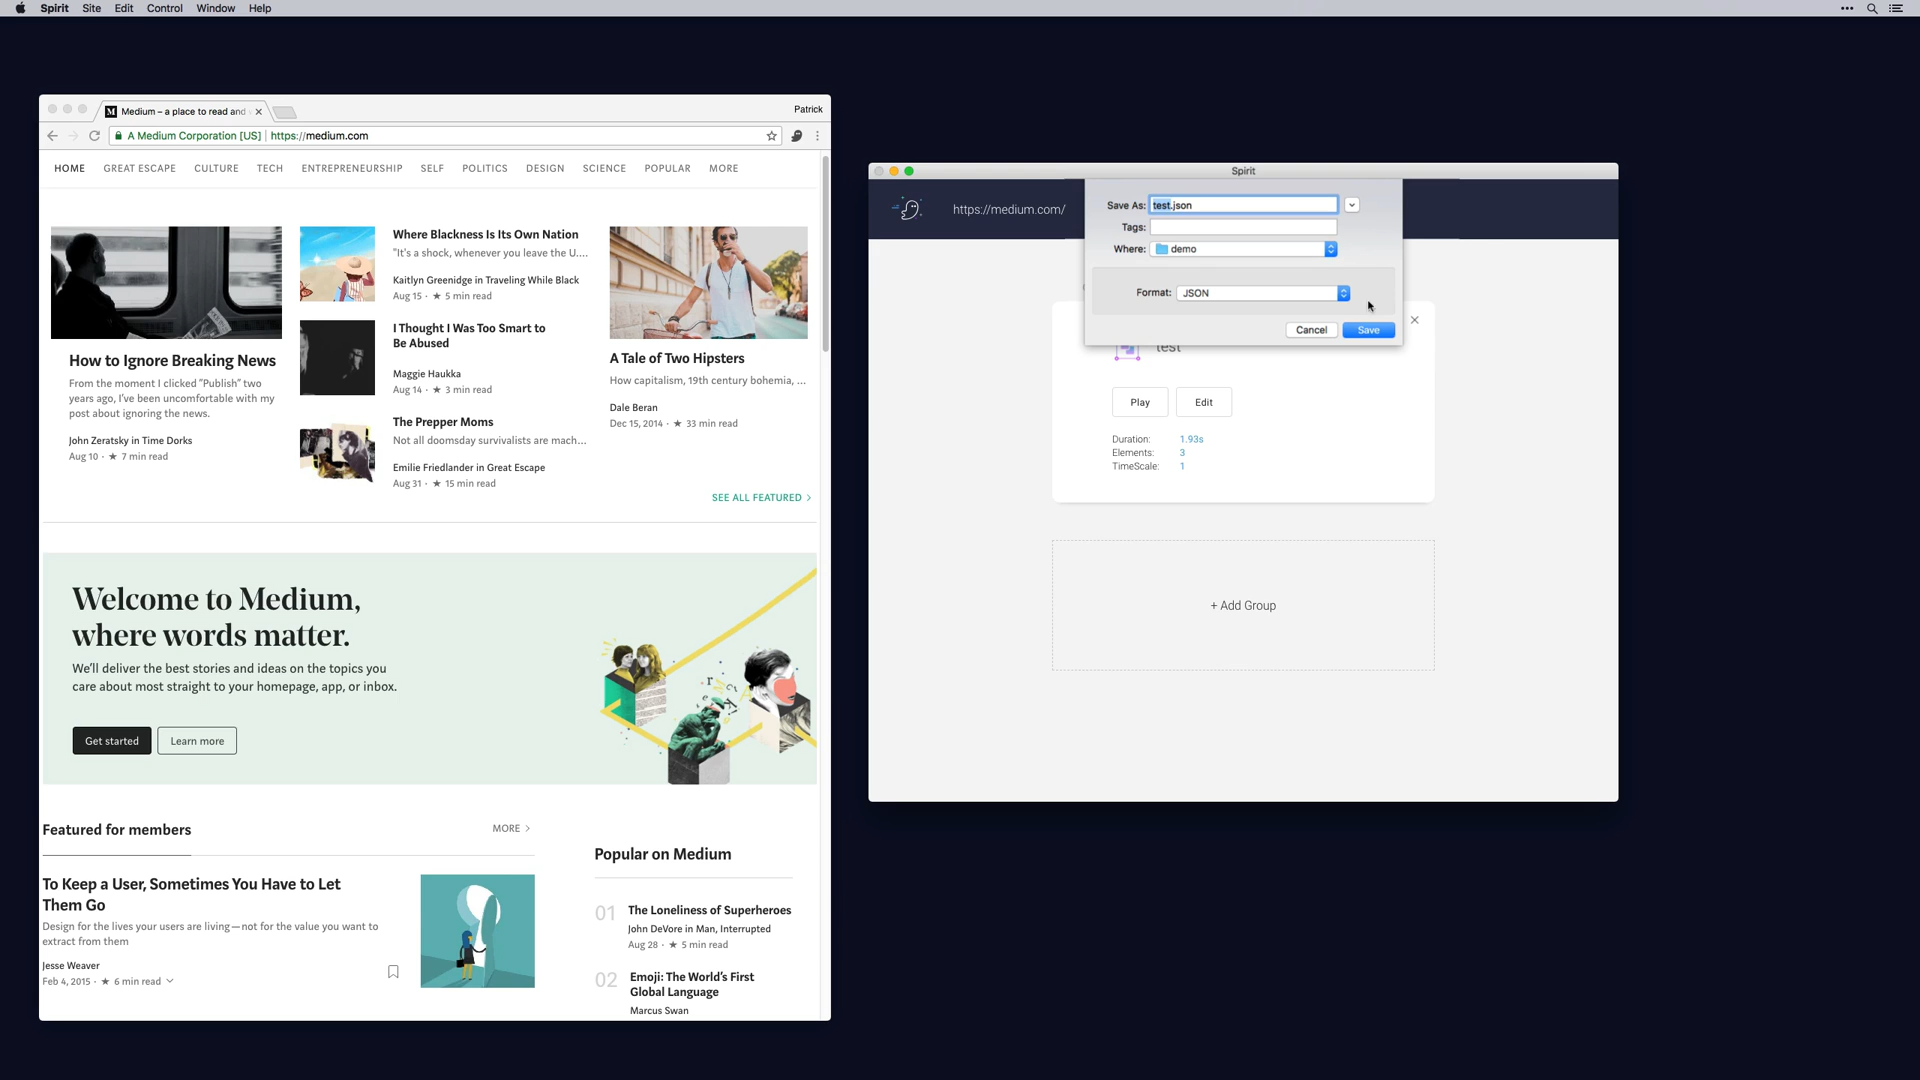 Spirit Site Edit Control Window Help
Medium – a place to read and
Patrick
A Medium Corporation [US] | https://medium.com
HOME GREAT ESCAPE CULTURE TECH ENTREPRENEURSHIP SELF POLITICS DESIGN SCIENCE POPULAR MORE
How to Ignore Breaking News
From the moment I clicked “Publish” two
years ago, I’ve been uncomfortable with my
post about ignoring the news.
John Zeratsky in Time Dorks
Aug 10 · ★ 7 min read
Where Blackness Is Its Own Nation
"It's a shock, whenever you leave the U....
Kaitlyn Greenidge in Traveling While Black
Aug 15 · ★ 5 min read
I Thought I Was Too Smart to
Be Abused
Maggie Haukka
Aug 14 · ★ 3 min read
The Prepper Moms
Not all doomsday survivalists are mach...
Emilie Friedlander in Great Escape
Aug 31 · ★ 15 min read
A Tale of Two Hipsters
How capitalism, 19th century bohemia, ...
Dale Beran
Dec 15, 2014 · ★ 33 min read
SEE ALL FEATURED
Welcome to Medium,
where words matter.
We’ll deliver the best stories and ideas on the topics you
care about most straight to your homepage, app, or inbox.
Get started Learn more
Featured for members
MORE
To Keep a User, Sometimes You Have to Let
Them Go
Design for the lives your users are living—not for the value you want to
extract from them
Jesse Weaver
Feb 4, 2015 · ★ 6 min read
Popular on Medium
01 The Loneliness of Superheroes
John DeVore in Man, Interrupted
Aug 28 · ★ 5 min read
02 Emoji: The World’s First
Global Language
Marcus Swan
Spirit
https://medium.com/
Save As: test.json
Tags:
Where: demo
Format: JSON
Cancel Save
test
Play Edit
Duration: 1.93s
Elements: 3
TimeScale: 1
+ Add Group